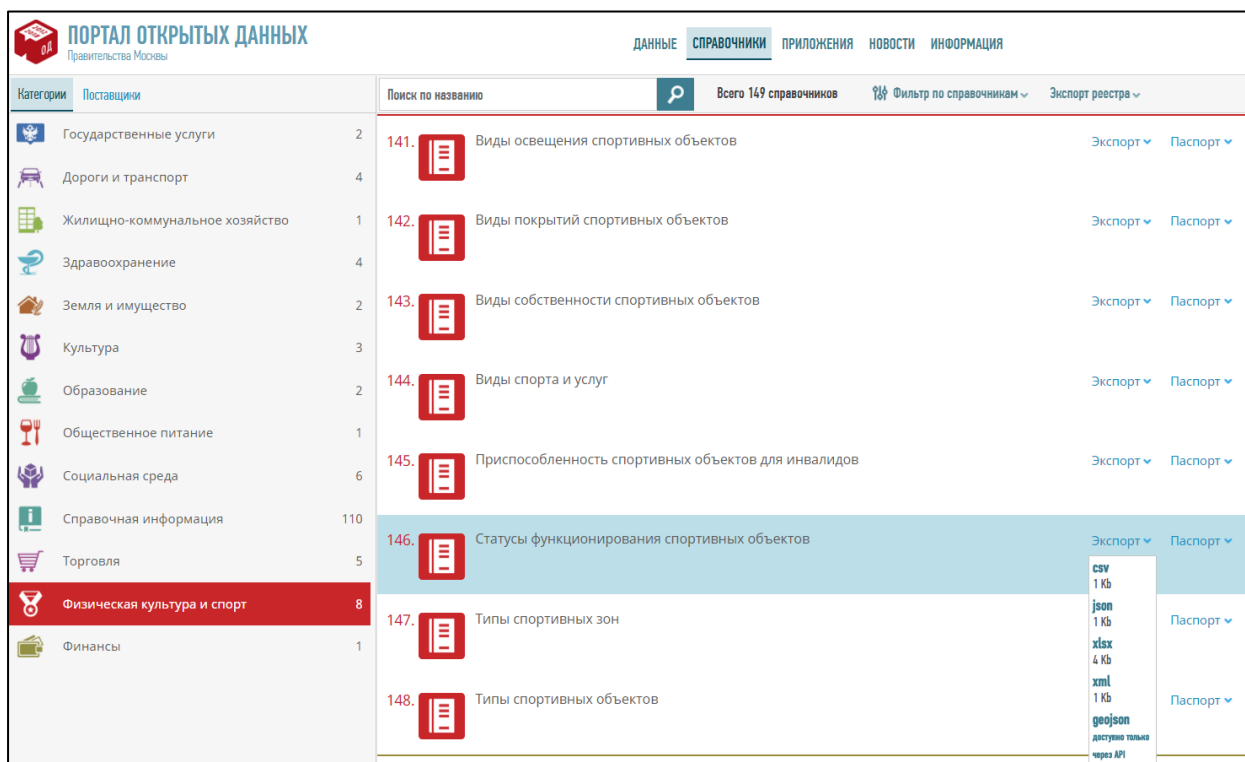 ПОРТАЛ ОТКРЫТЫХ ДАННЫХ
Правительства Москвы
ОД
ДАННЫЕ СПРАВОЧНИКИ ПРИЛОЖЕНИЯ НОВОСТИ ИНФОРМАЦИЯ
Категории Поставщики
Поиск по названию Всего 149 справочников Фильтр по справочникам Экспорт реестра
Государственные услуги 2
Дороги и транспорт 4
Жилищно-коммунальное хозяйство 1
Здравоохранение 4
Земля и имущество 2
Культура 3
Образование 2
Общественное питание 1
Социальная среда 6
Справочная информация 110
Торговля 5
Физическая культура и спорт 8
Финансы 1
141. Виды освещения спортивных объектов Экспорт Паспорт
142. Виды покрытий спортивных объектов Экспорт Паспорт
143. Виды собственности спортивных объектов Экспорт Паспорт
144. Виды спорта и услуг Экспорт Паспорт
145. Приспособленность спортивных объектов для инвалидов Экспорт Паспорт
146. Статусы функционирования спортивных объектов Экспорт Паспорт
csv
1 Kb
json
1 Kb
xlsx
4 Kb
xml
1 Kb
geojson
доступно только
через API
147. Типы спортивных зон Паспорт
148. Типы спортивных объектов Паспорт